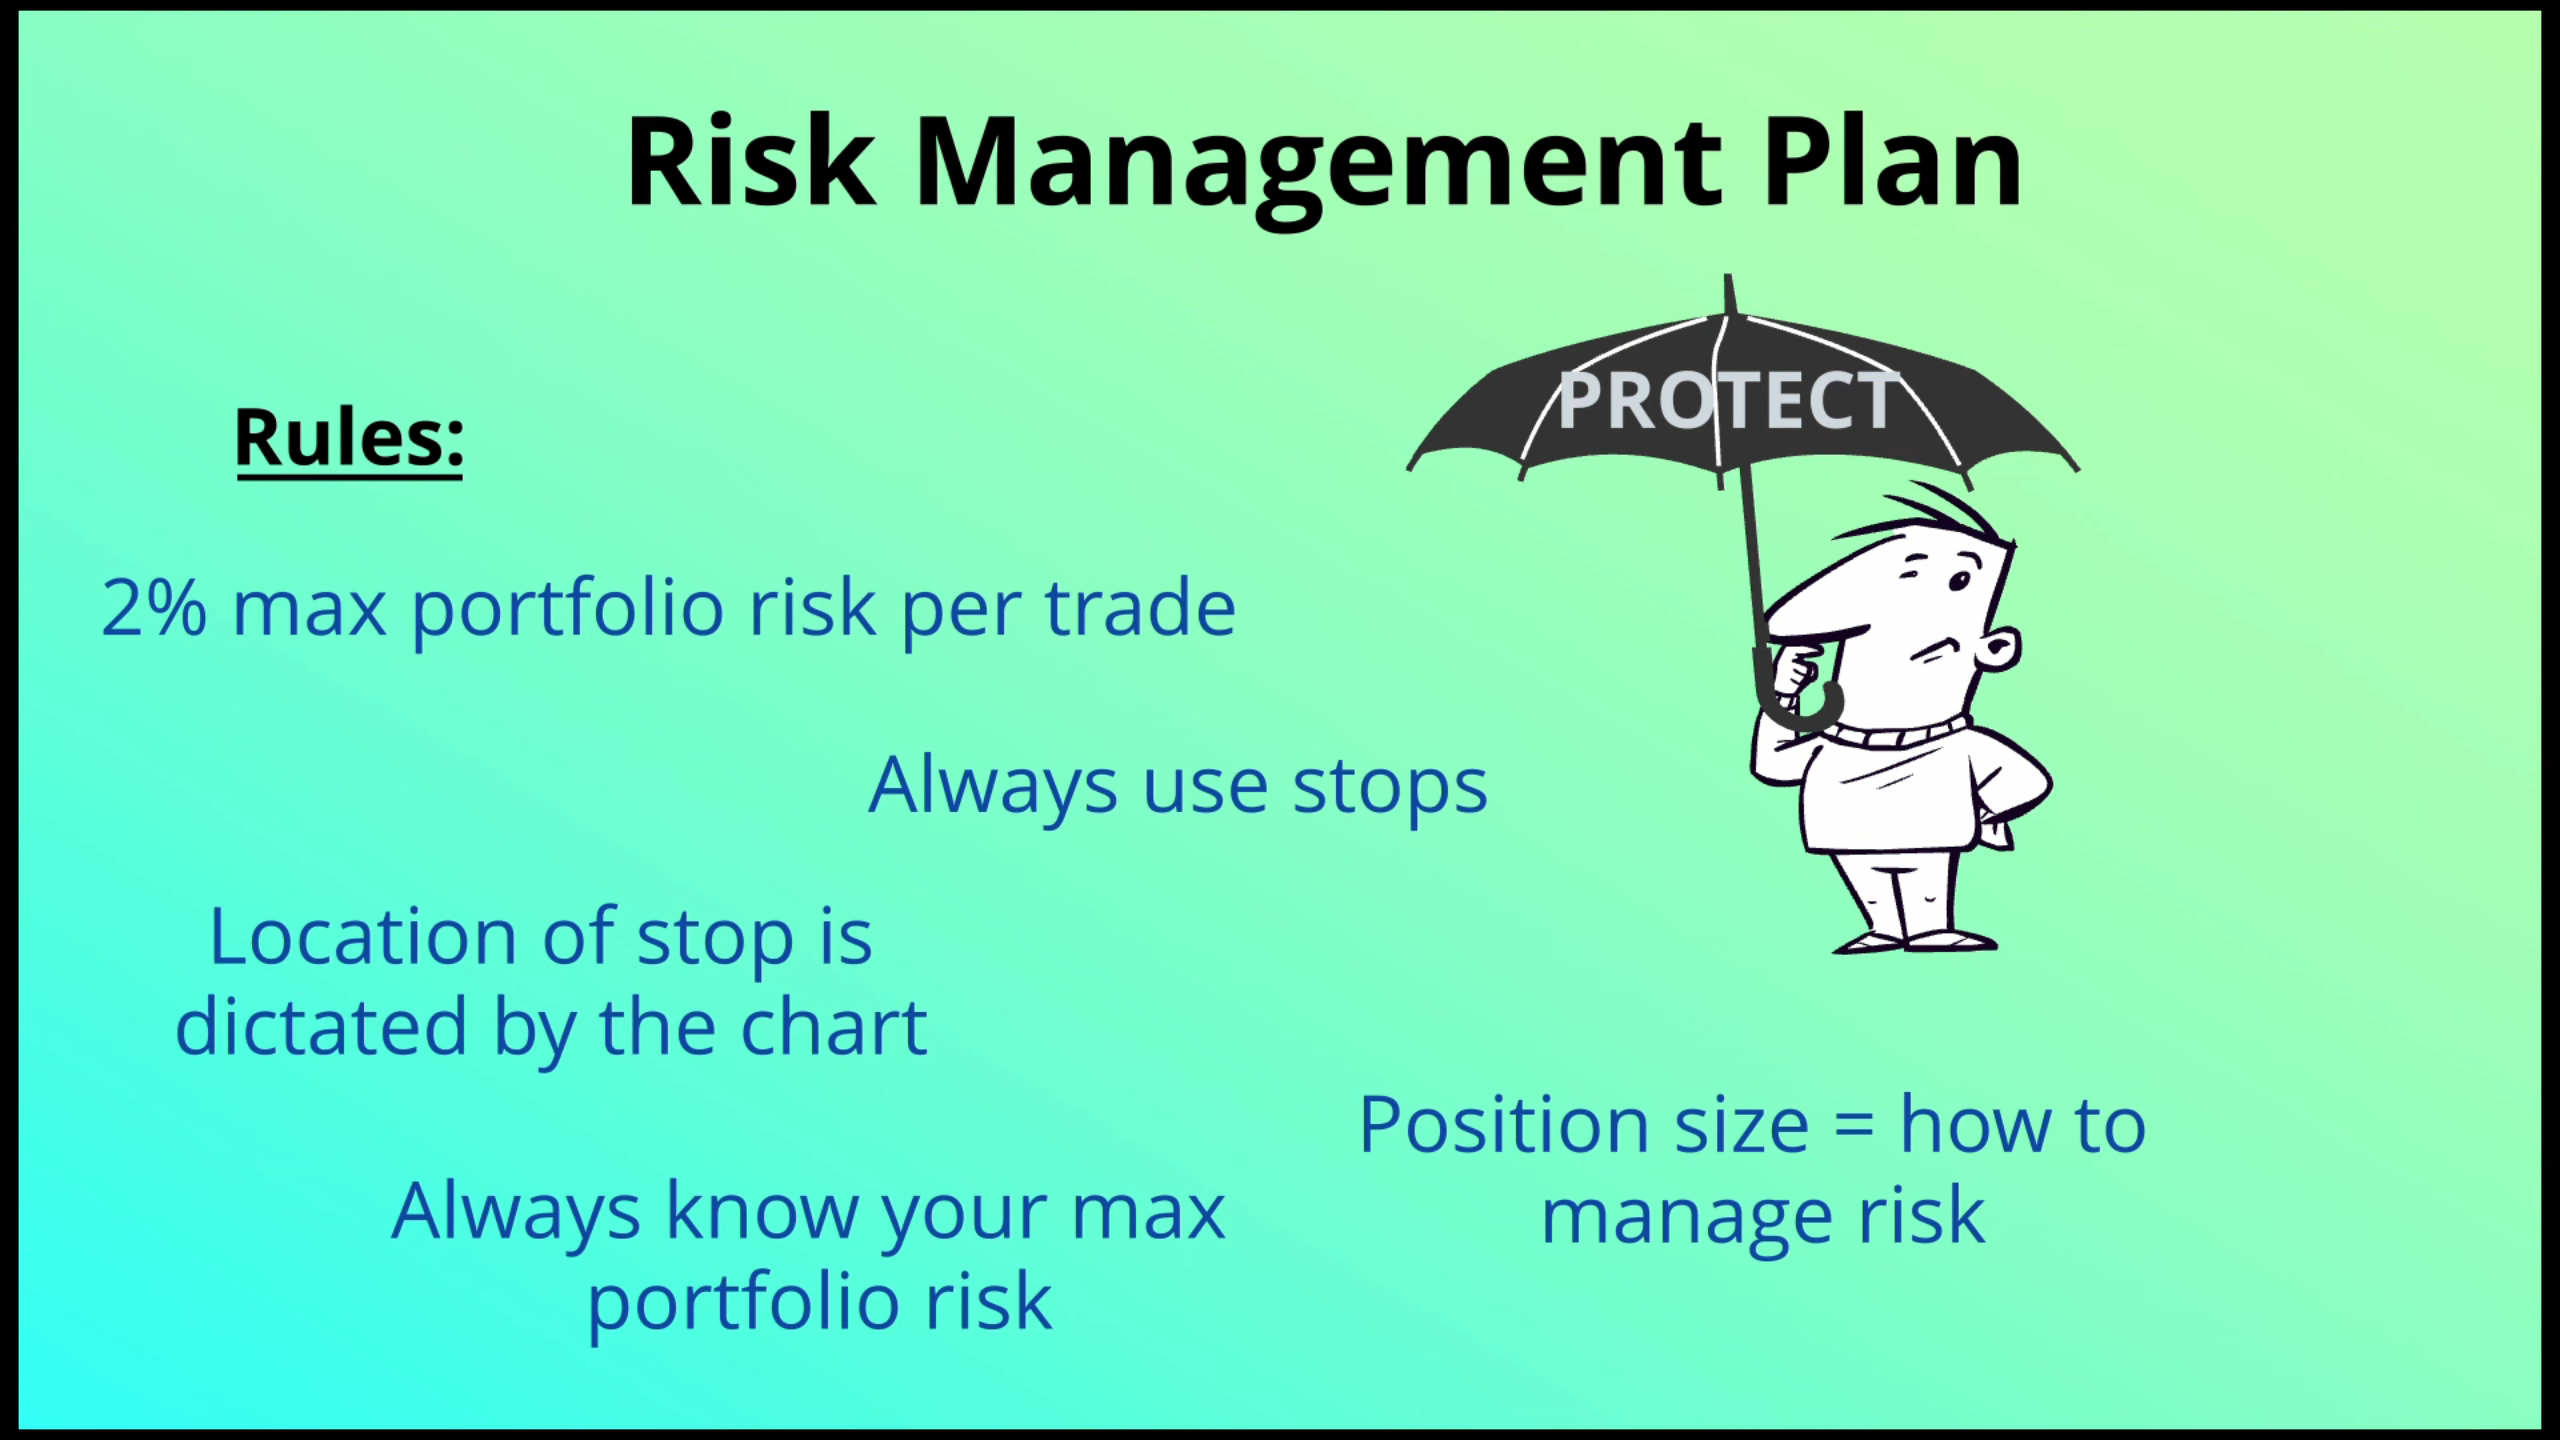 Risk Management Plan
PROTECT
Rules:
2% max portfolio risk per trade
Always use stops
Location of stop is
dictated by the chart
Always know your max
portfolio risk
Position size = how to
manage risk